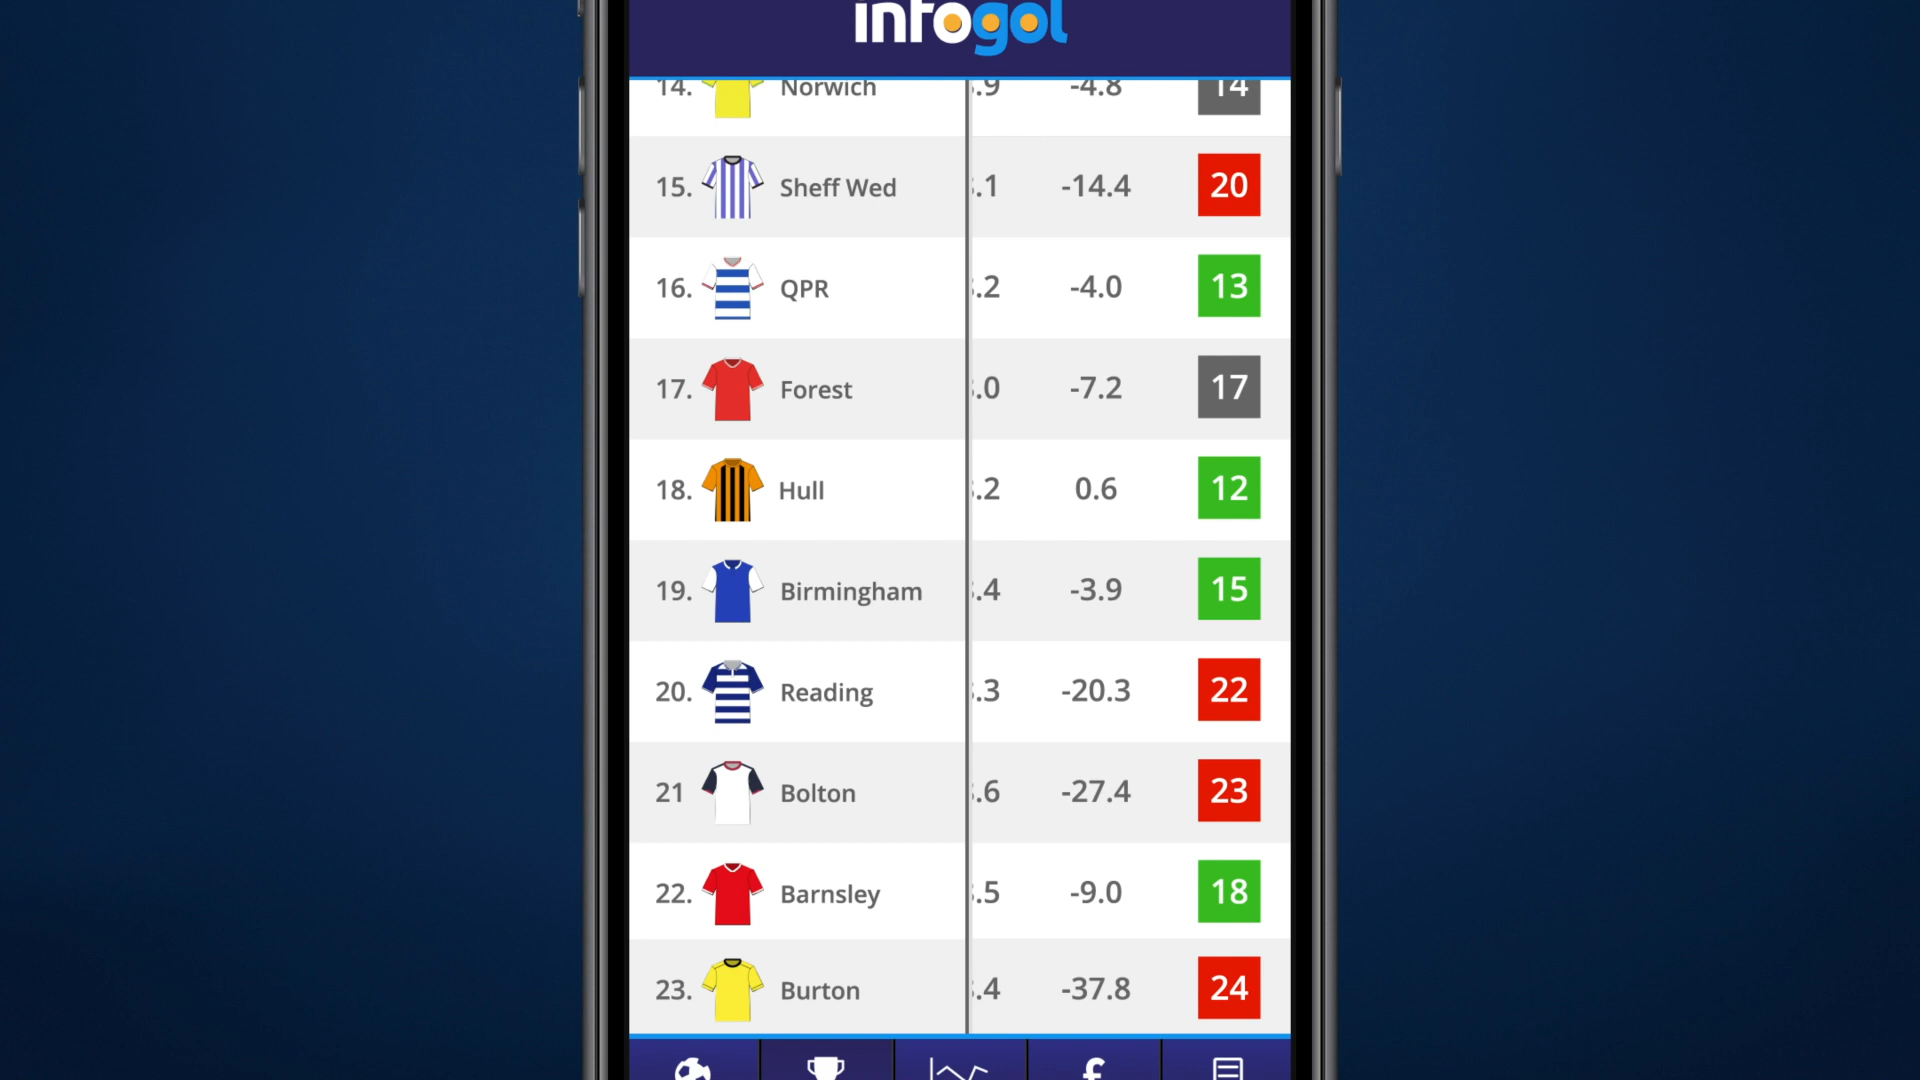 infogol
14. Norwich .9 -4.8 14
15. Sheff Wed .1 -14.4 20
16. QPR .2 -4.0 13
17. Forest .0 -7.2 17
18. Hull .2 0.6 12
19. Birmingham .4 -3.9 15
20. Reading .3 -20.3 22
21 Bolton .6 -27.4 23
22. Barnsley .5 -9.0 18
23. Burton .4 -37.8 24
£